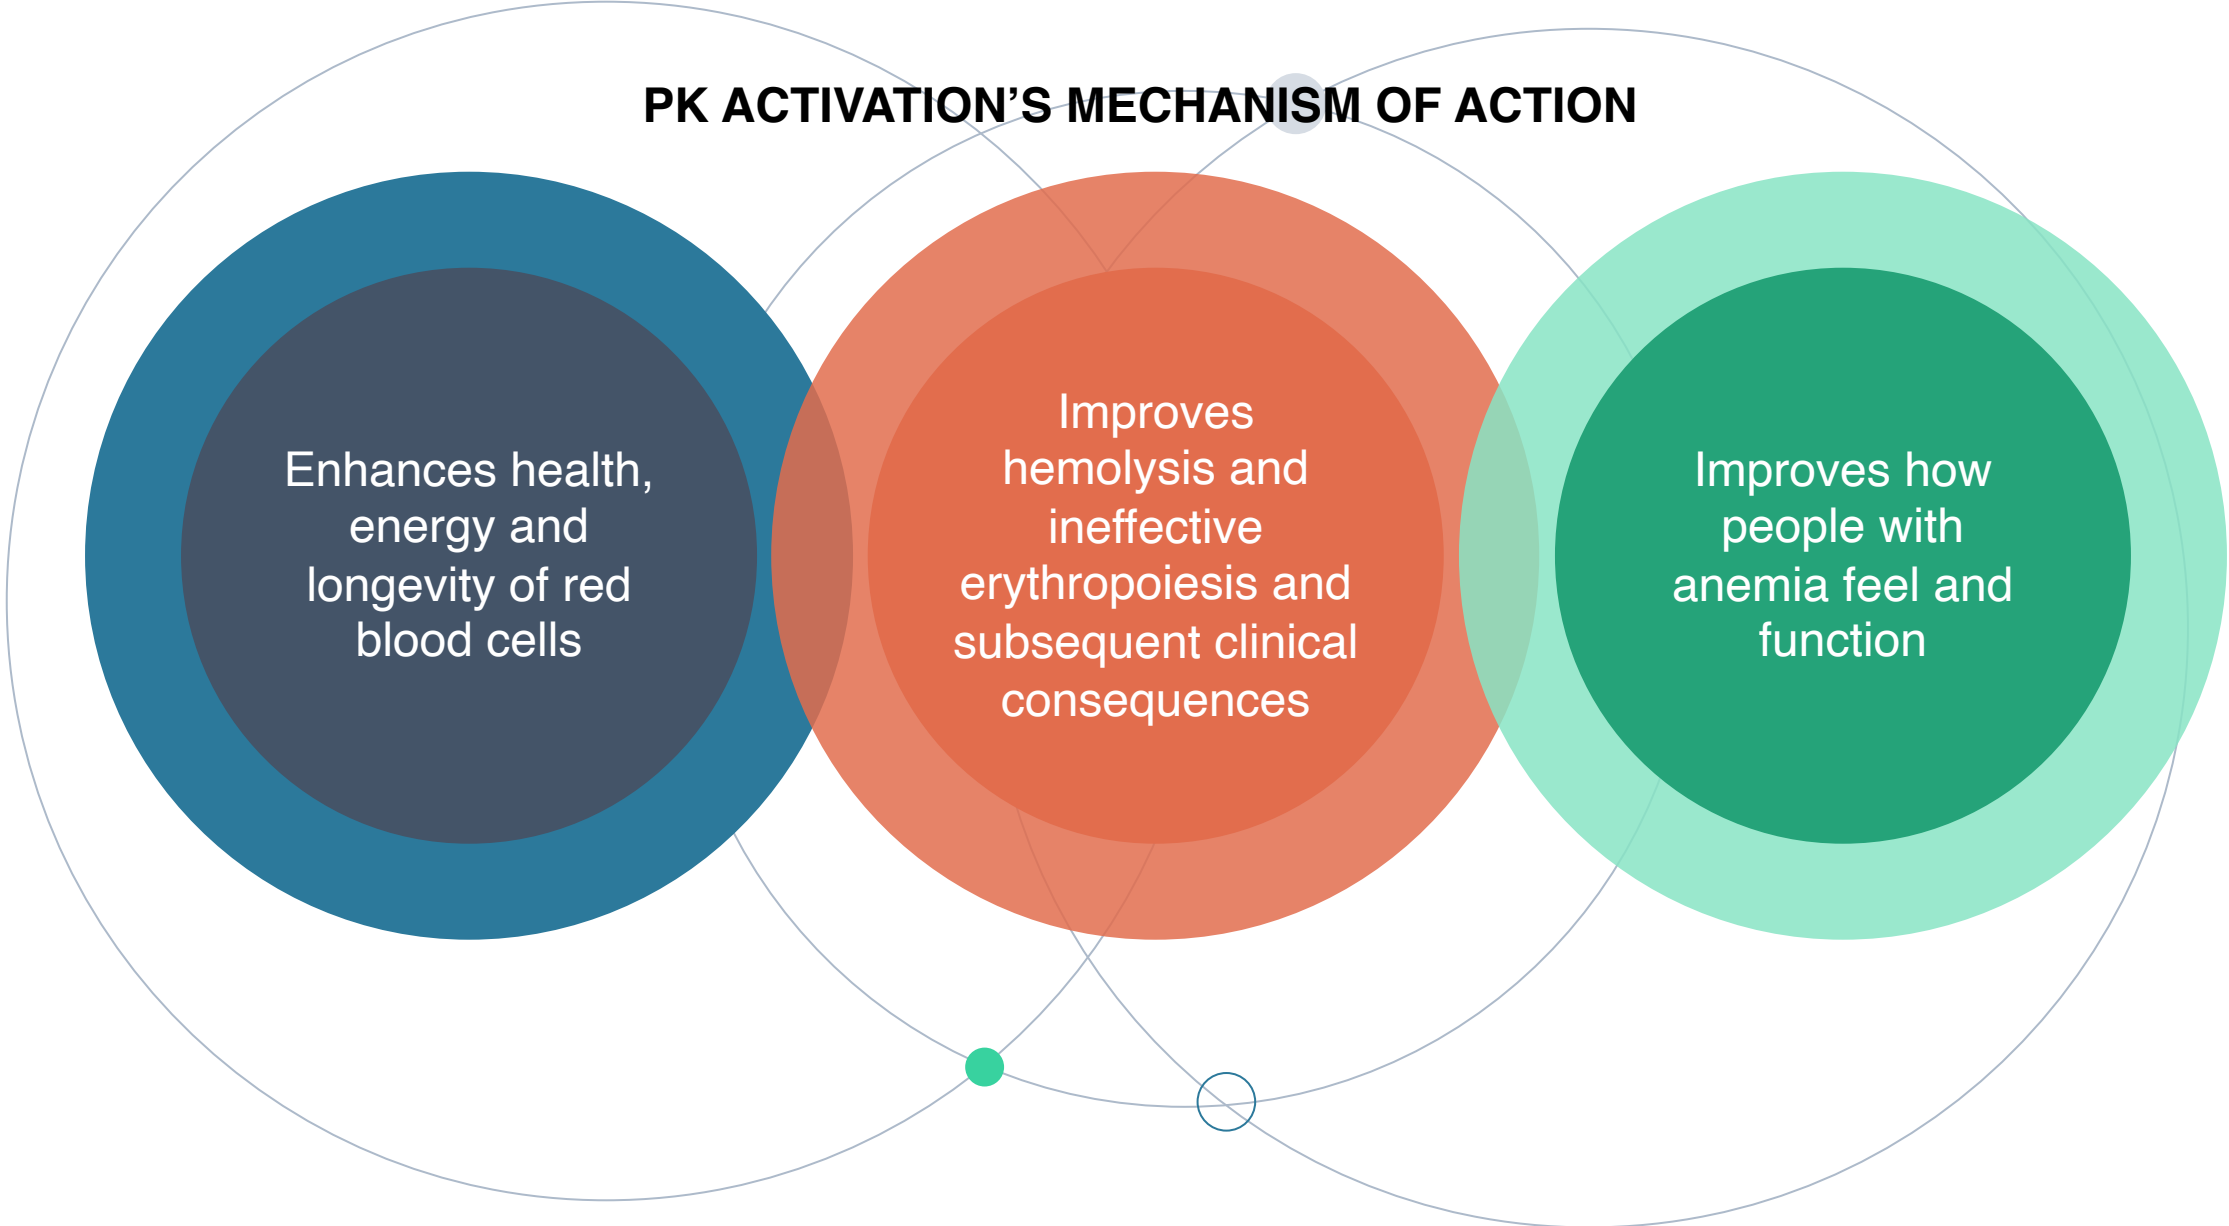 PK ACTIVATION’S MECHANISM OF ACTION
Enhances health,
energy and
longevity of red
blood cells
Improves
hemolysis and
ineffective
erythropoiesis and
subsequent clinical
consequences
Improves how
people with
anemia feel and
function